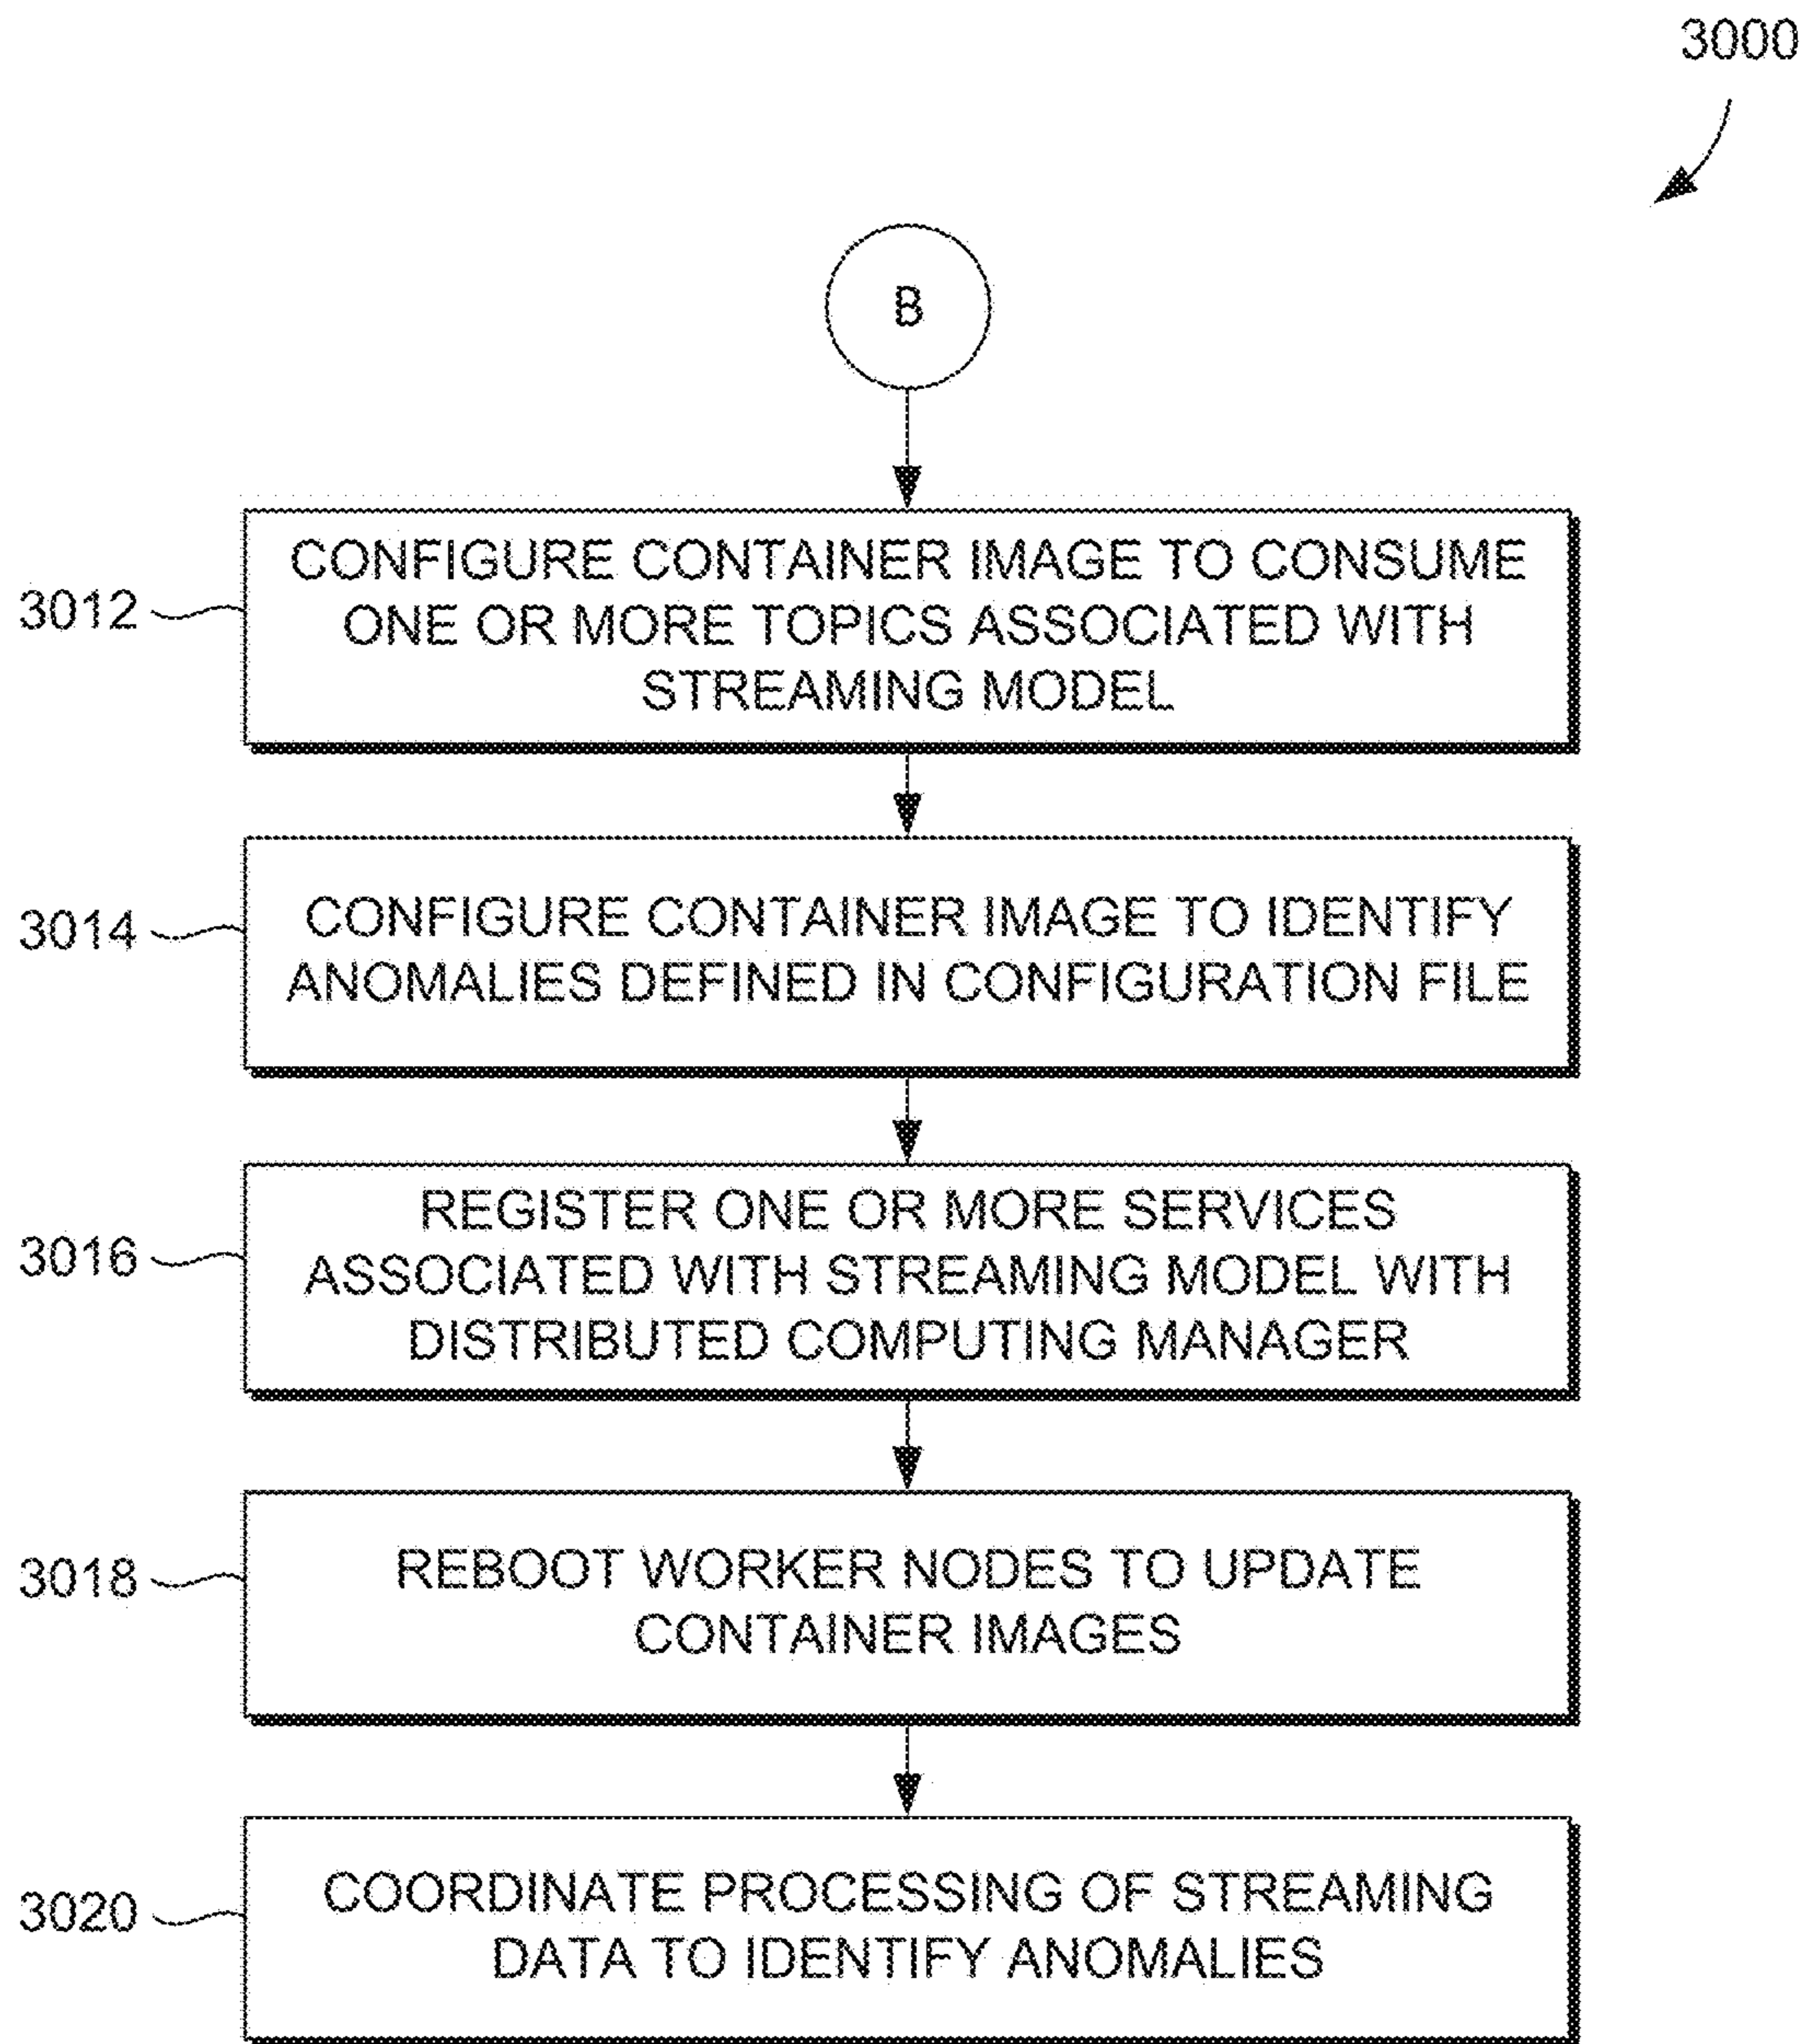 3000
B
3012
CONFIGURE CONTAINER IMAGE TO CONSUME
ONE OR MORE TOPICS ASSOCIATED WITH
STREAMING MODEL
3014
CONFIGURE CONTAINER IMAGE TO IDENTIFY
ANOMALIES DEFINED IN CONFIGURATION FILE
3016
REGISTER ONE OR MORE SERVICES
ASSOCIATED WITH STREAMING MODEL WITH
DISTRIBUTED COMPUTING MANAGER
3018
REBOOT WORKER NODES TO UPDATE
CONTAINER IMAGES
3020
COORDINATE PROCESSING OF STREAMING
DATA TO IDENTIFY ANOMALIES